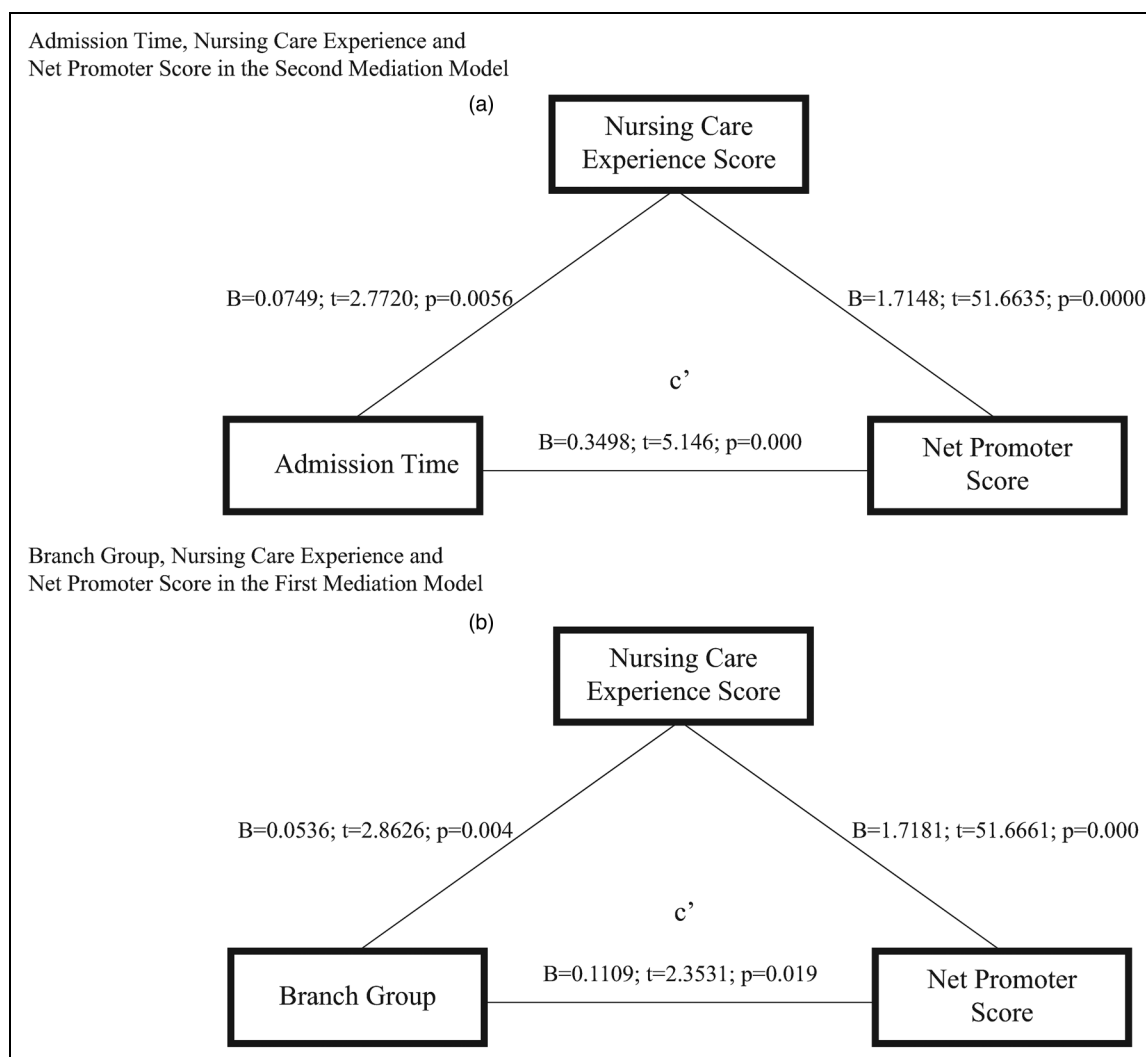 Admission Time, Nursing Care Experience and
Net Promoter Score in the Second Mediation Model
(a)
Nursing Care
Experience Score
B=0.0749; t=2.7720; p=0.0056
B=1.7148; t=51.6635; p=0.0000
c’
B=0.3498; t=5.146; p=0.000
Admission Time
Net Promoter
Score
Branch Group, Nursing Care Experience and
Net Promoter Score in the First Mediation Model
(b)
Nursing Care
Experience Score
B=0.0536; t=2.8626; p=0.004
B=1.7181; t=51.6661; p=0.000
c’
B=0.1109; t=2.3531; p=0.019
Branch Group
Net Promoter
Score